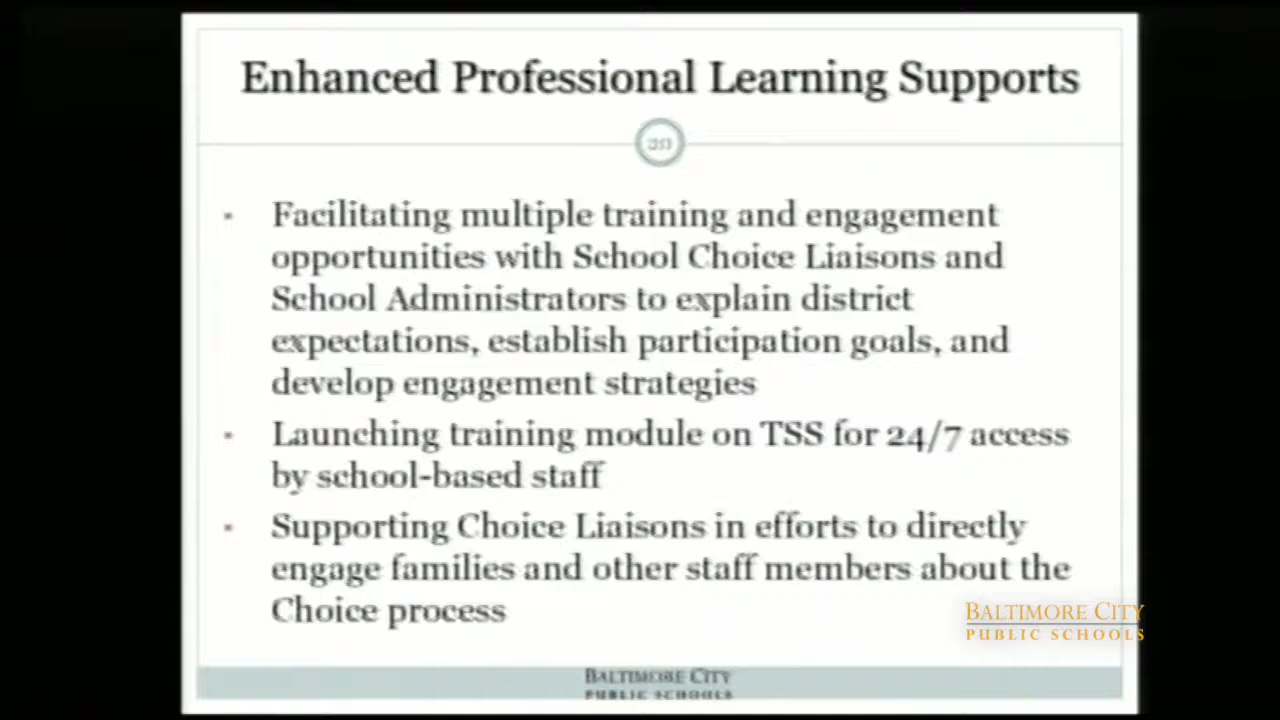 Enhanced Professional Learning Supports
20
▪ Facilitating multiple training and engagement
opportunities with School Choice Liaisons and
School Administrators to explain district
expectations, establish participation goals, and
develop engagement strategies
▪ Launching training module on TSS for 24/7 access
by school-based staff
▪ Supporting Choice Liaisons in efforts to directly
engage families and other staff members about the
Choice process
BALTIMORE CITY
PUBLIC SCHOOLS
BALTIMORE CITY
PUBLIC SCHOOLS